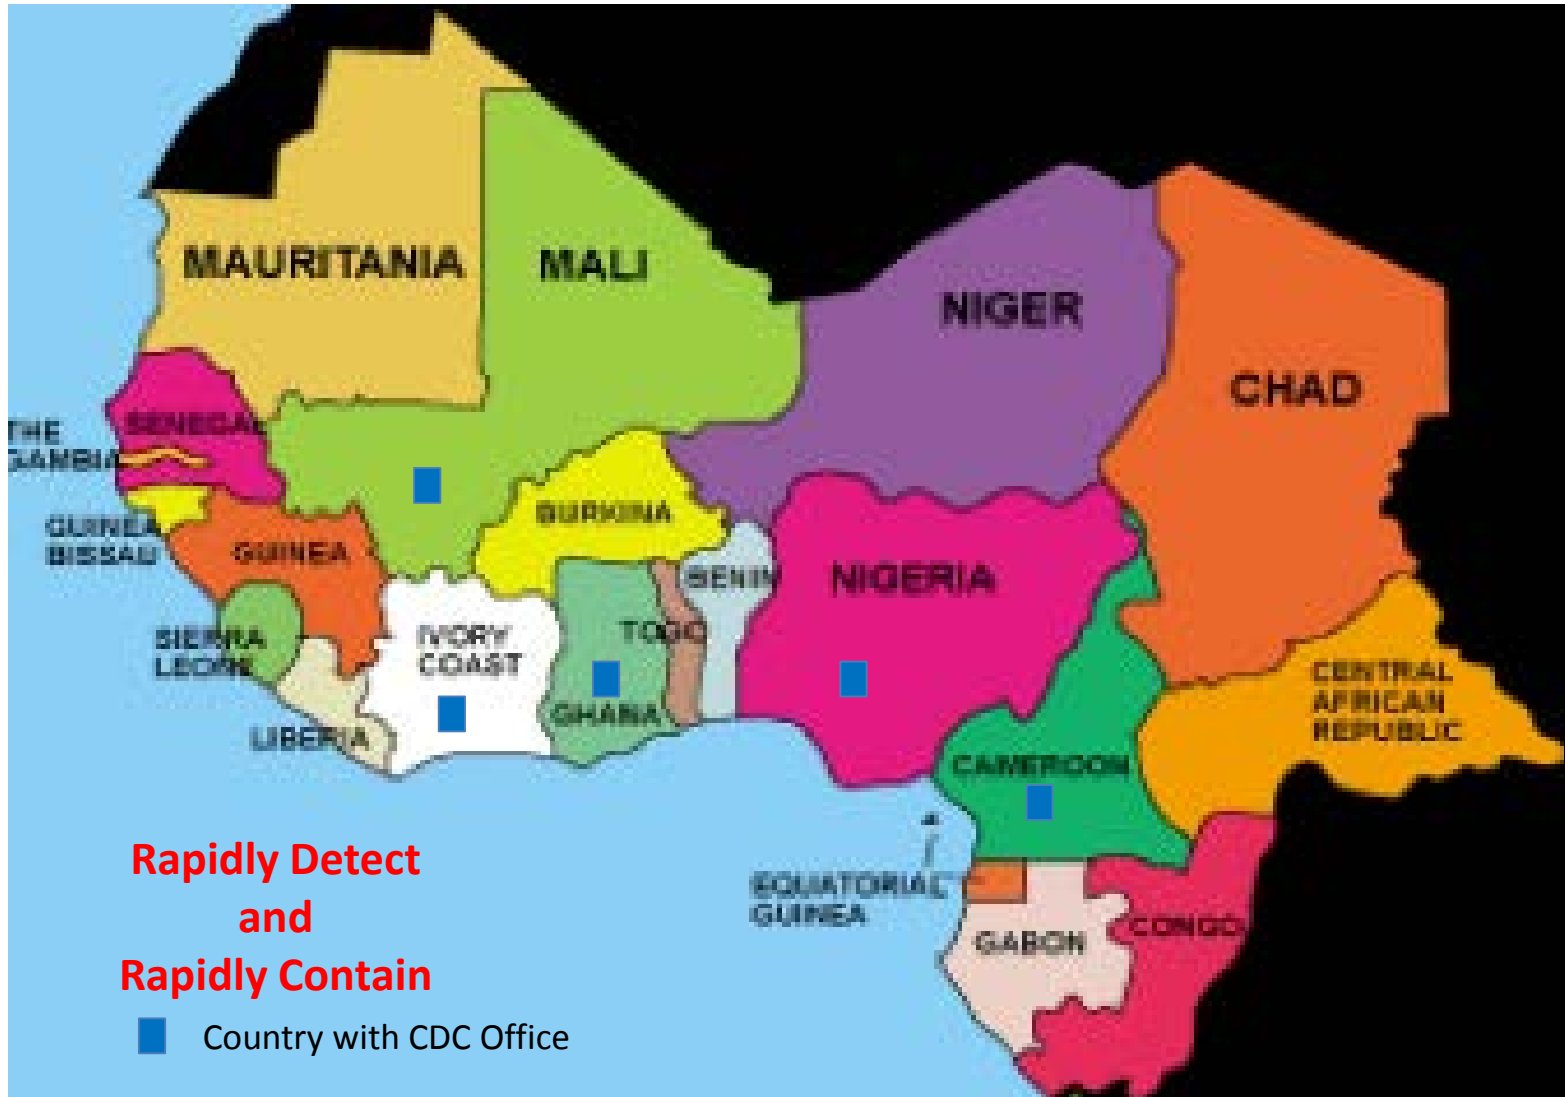 MAURITANIA
MALI
NIGER
CHAD
SENEGAL
THE
GAMBIA
GUINEA
BISSAU
GUINEA
BURKINA
BENIN
NIGERIA
SIERRA
LEONE
IVORY
COAST
TOGO
GHANA
LIBERIA
CENTRAL
AFRICAN
REPUBLIC
CAMEROON
EQUATORIAL
GUINEA
GABON
CONGO
Rapidly Detect
and
Rapidly Contain
Country with CDC Office